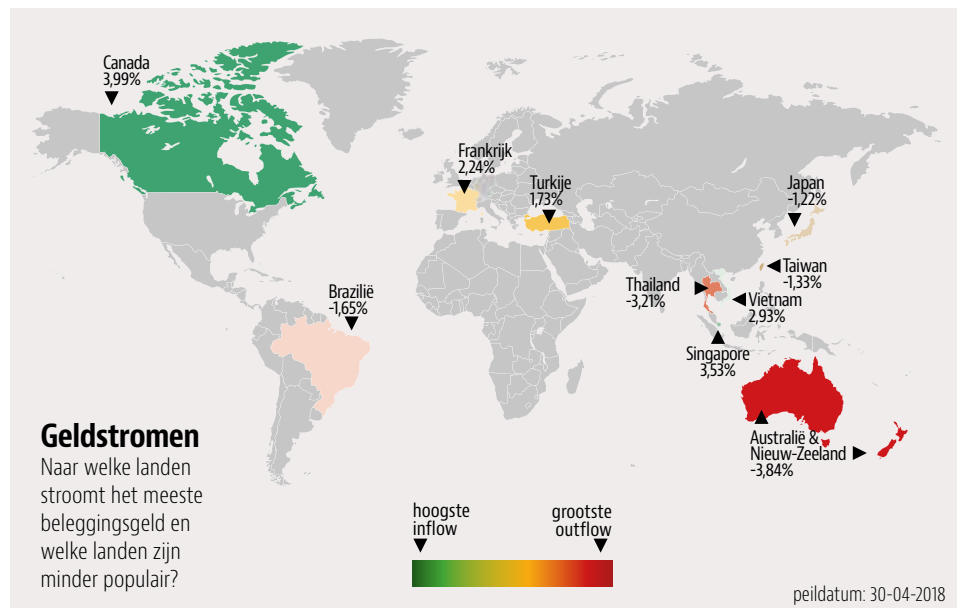 Canada
3,99%
Frankrijk
2,24%
Turkije
1,73%
Japan
-1,22%
Taiwan
-1,33%
Thailand
-3,21%
Vietnam
2,93%
Brazilië
-1,65%
Singapore
3,53%
Australië &
Nieuw-Zeeland
-3,84%
Geldstromen
Naar welke landen
stroomt het meeste
beleggingsgeld en
welke landen zijn
minder populair?
hoogste
inflow
grootste
outflow
peildatum: 30-04-2018